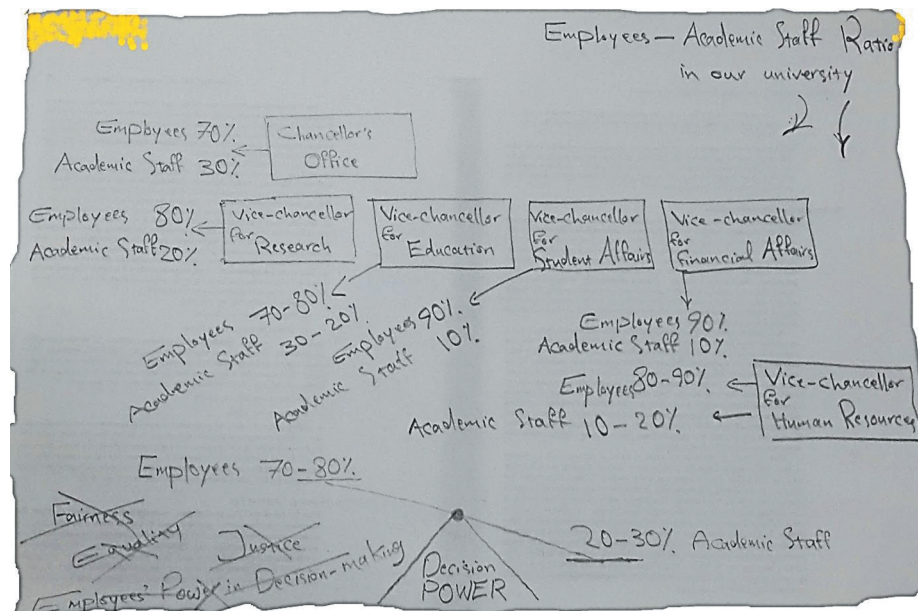 Employees – Academic Staff Ratio
in our university
Employees 70%
Academic Staff 30%
Chancellor's
Office
Employees 80%
Academic Staff 20%
Vice-chancellor
for
Research
Vice-chancellor
for
Education
Vice-chancellor
for
Student Affairs
Vice-chancellor
for
Financial Affairs
Employees 70-80%
Academic Staff 30-20%
Employees 90%
Academic Staff 10%
Employees 90%
Academic Staff 10%
Employees 80-90%
Academic Staff 10-20%
Vice-chancellor
for
Human Resources
Employees 70-80%
Fairness
Equality
Justice
Employees' Power in Decision-making
Decision
POWER
20-30% Academic Staff